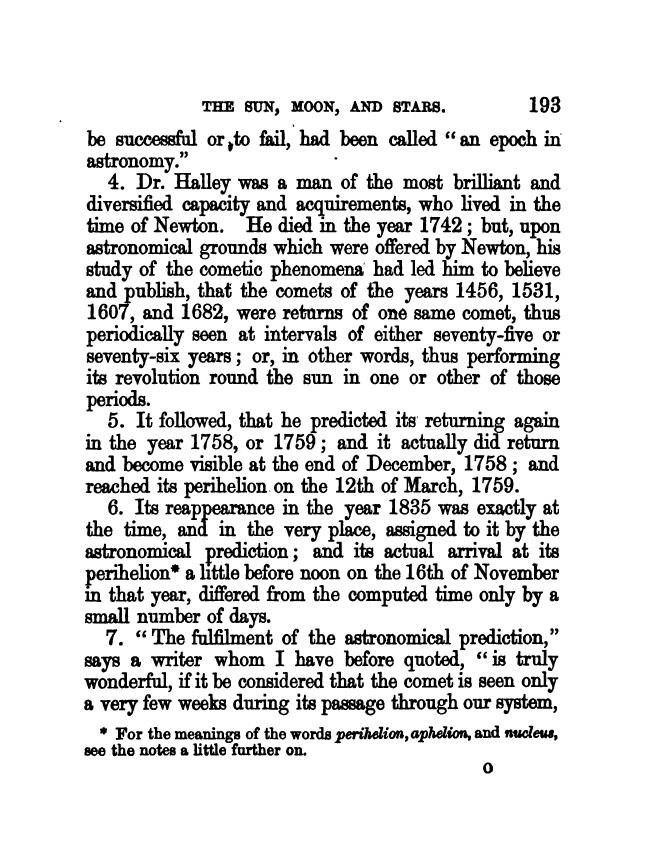 THE SUN, MOON, AND STARS. 193
be successful or to fail, had been called “an epoch in
astronomy.”
4. Dr. Halley was a man of the most brilliant and
diversified capacity and acquirements, who lived in the
time of Newton. He died in the year 1742; but, upon
astronomical grounds which were offered by Newton, his
study of the cometic phenomena had led him to believe
and publish, that the comets of the years 1456, 1531,
1607, and 1682, were returns of one same comet, thus
periodically seen at intervals of either seventy-five or
seventy-six years; or, in other words, thus performing
its revolution round the sun in one or other of those
periods.
5. It followed, that he predicted its returning again
in the year 1758, or 1759; and it actually did return
and become visible at the end of December, 1758; and
reached its perihelion on the 12th of March, 1759.
6. Its reappearance in the year 1835 was exactly at
the time, and in the very place, assigned to it by the
astronomical prediction; and its actual arrival at its
perihelion* a little before noon on the 16th of November
in that year, differed from the computed time only by a
small number of days.
7. “The fulfilment of the astronomical prediction,”
says a writer whom I have before quoted, “is truly
wonderful, if it be considered that the comet is seen only
a very few weeks during its passage through our system,
* For the meanings of the words perihelion, aphelion, and nucleus,
see the notes a little further on.
O